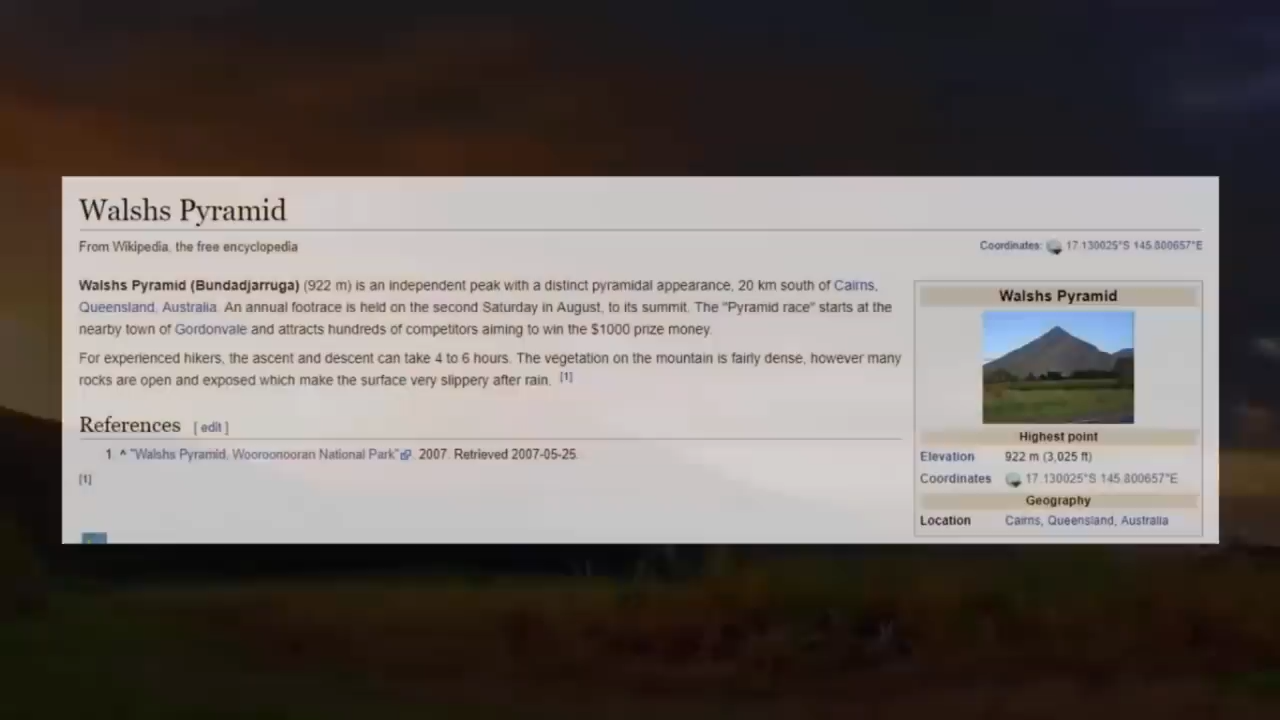 Walshs Pyramid
From Wikipedia, the free encyclopedia
Coordinates: 17.130025°S 145.800657°E
Walshs Pyramid (Bundadjarruga) (922 m) is an independent peak with a distinct pyramidal appearance, 20 km south of Cairns,
Queensland, Australia. An annual footrace is held on the second Saturday in August, to its summit. The "Pyramid race" starts at the
nearby town of Gordonvale and attracts hundreds of competitors aiming to win the $1000 prize money.
For experienced hikers, the ascent and descent can take 4 to 6 hours. The vegetation on the mountain is fairly dense, however many
rocks are open and exposed which make the surface very slippery after rain. [1]
References [ edit ]
1. ^ "Walshs Pyramid, Wooroonooran National Park" 2007. Retrieved 2007-05-25.
[1]
Walshs Pyramid
Highest point
Elevation 922 m (3,025 ft)
Coordinates 17.130025°S 145.800657°E
Geography
Location Cairns, Queensland, Australia